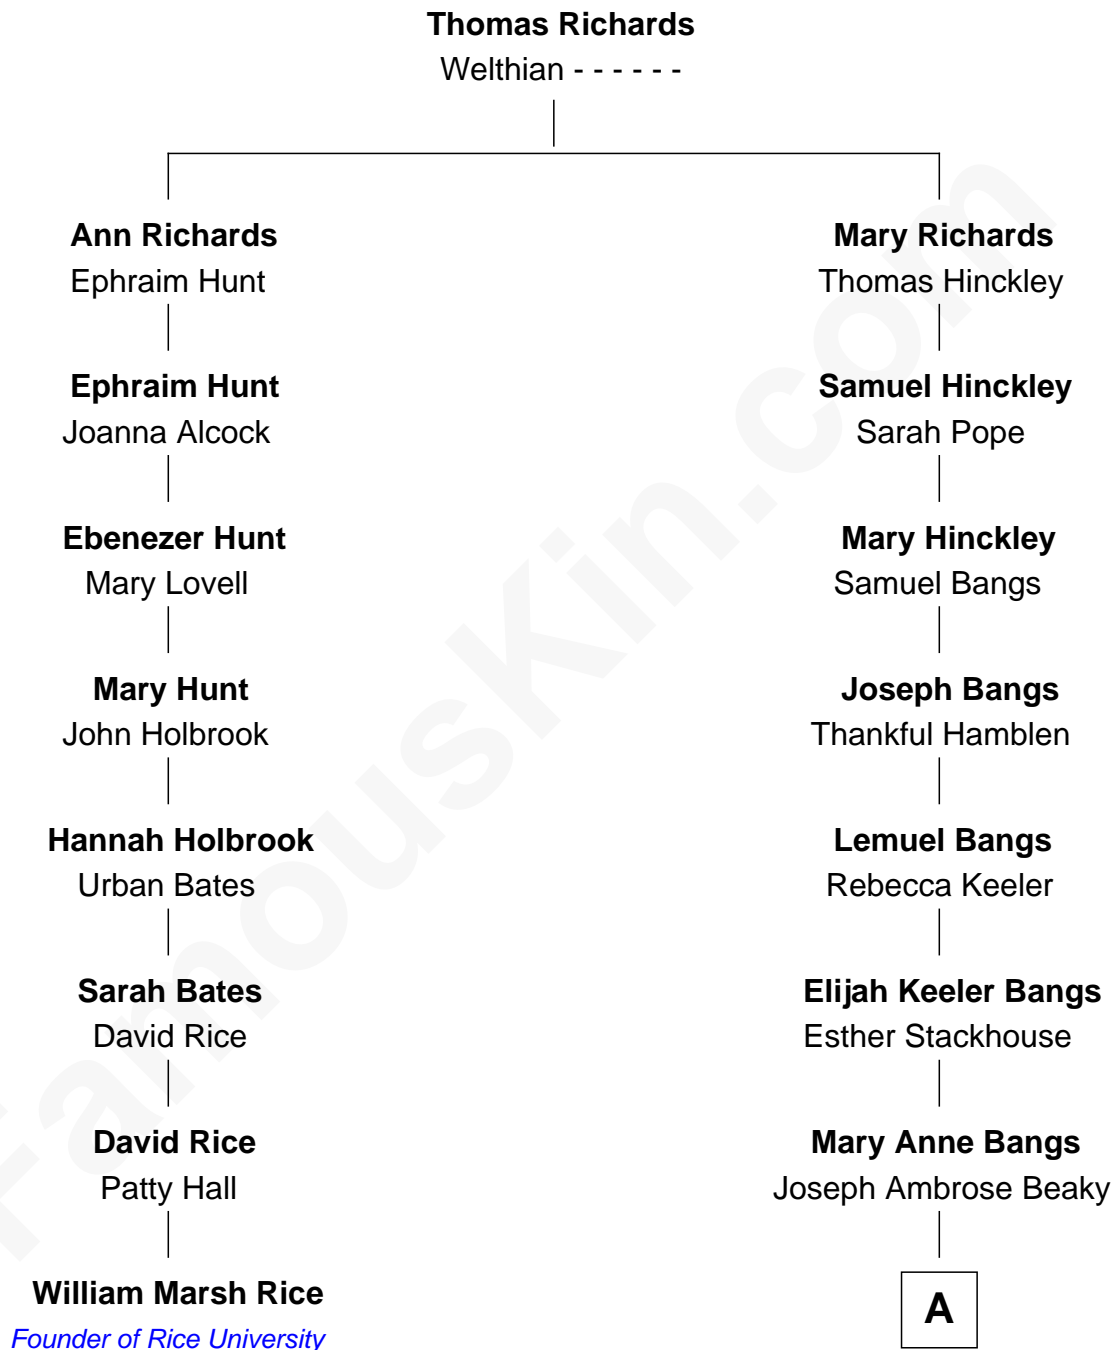 Thomas Richards
Welthian - - - - - -
Ann Richards
Ephraim Hunt
Mary Richards
Thomas Hinckley
Ephraim Hunt
Joanna Alcock
Samuel Hinckley
Sarah Pope
Ebenezer Hunt
Mary Lovell
Mary Hinckley
Samuel Bangs
Mary Hunt
John Holbrook
Joseph Bangs
Thankful Hamblen
Hannah Holbrook
Urban Bates
Lemuel Bangs
Rebecca Keeler
Sarah Bates
David Rice
Elijah Keeler Bangs
Esther Stackhouse
David Rice
Patty Hall
Mary Anne Bangs
Joseph Ambrose Beaky
William Marsh Rice
Founder of Rice University
A
FamousKin.com